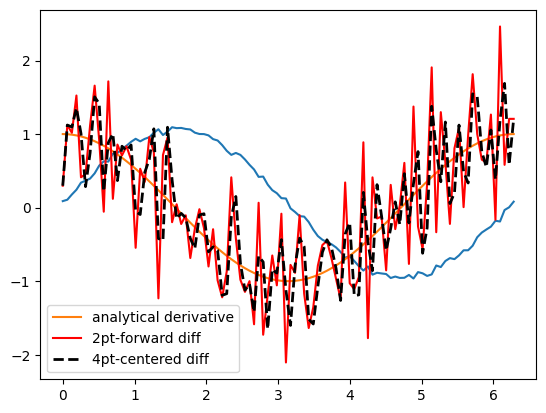 2
1
0
−1
−2
analytical derivative
2pt-forward diff
4pt-centered diff
0 1 2 3 4 5 6